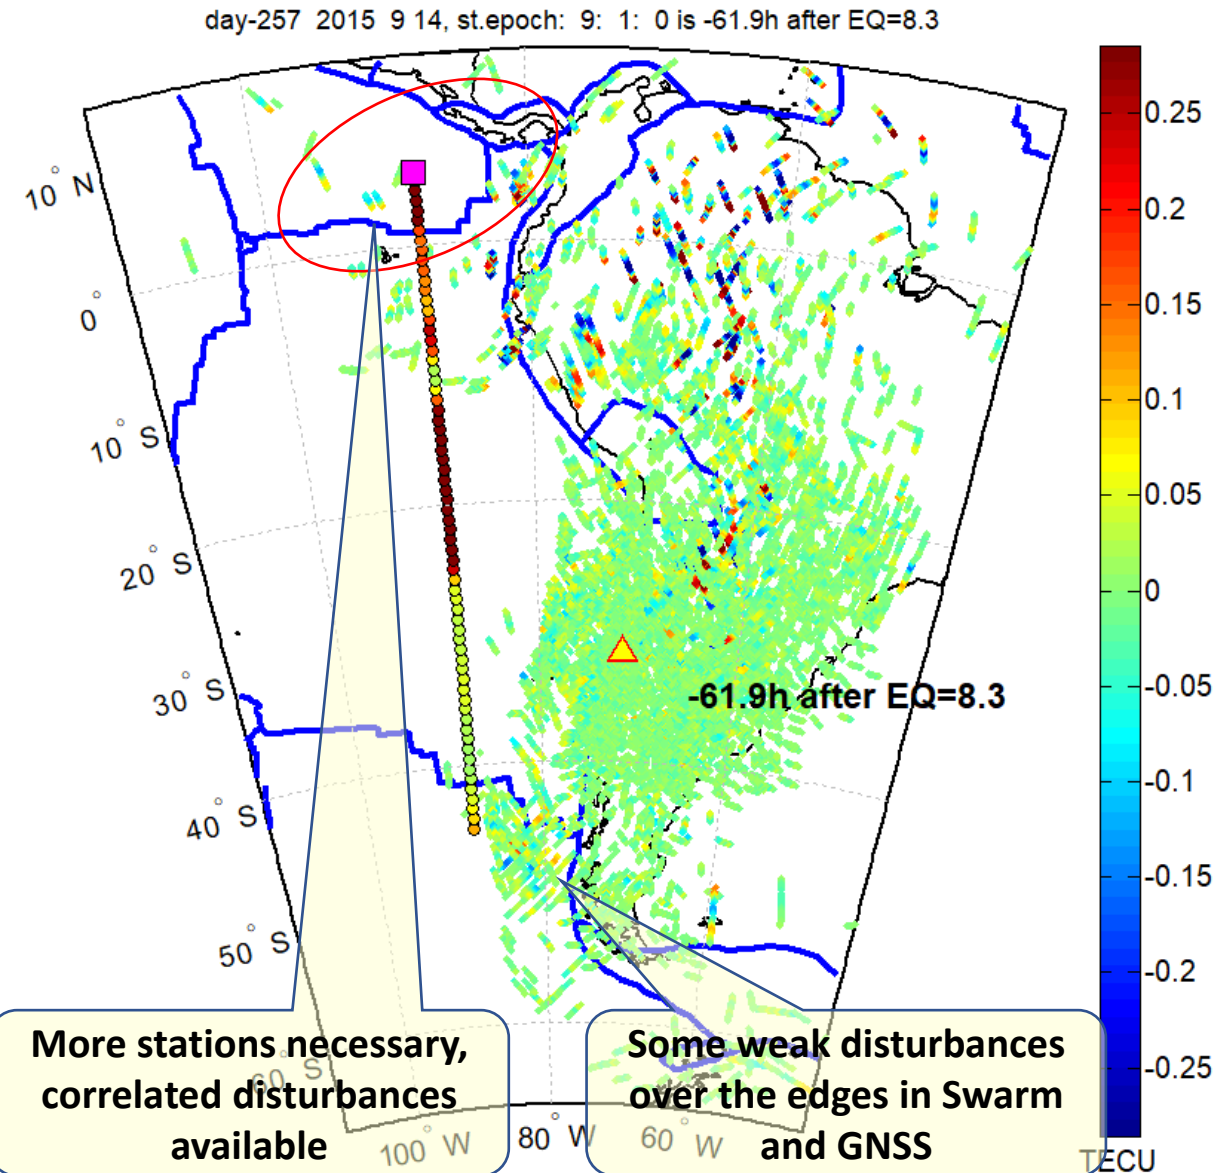 day-257  2015  9 14, st.epoch:  9:  1:  0 is -61.9h after EQ=8.3
10° N
0°
10° S
20° S
30° S
40° S
50° S
60° S
100° W
80° W
60° W
0.25
0.2
0.15
0.1
0.05
0
-0.05
-0.1
-0.15
-0.2
-0.25
TECU
-61.9h after EQ=8.3
More stations necessary,
correlated disturbances
available
Some weak disturbances
over the edges in Swarm
and GNSS